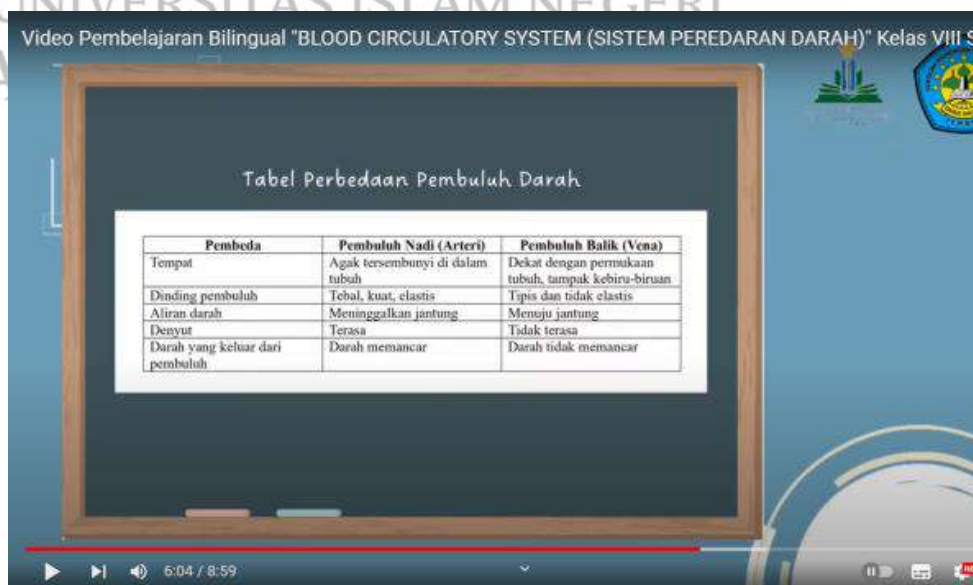 UNIVERSITAS ISLAM NEGERI
Video Pembelajaran Bilingual "BLOOD CIRCULATORY SYSTEM (SISTEM PEREDARAN DARAH)" Kelas VIII S
Tabel Perbedaan Pembuluh Darah
Pembeda Pembuluh Nadi (Arteri) Pembuluh Balik (Vena)
Tempat Agak tersembunyi di dalam tubuh Dekat dengan permukaan tubuh, tampak kebiru-biruan
Dinding pembuluh Tebal, kuat, elastis Tipis dan tidak elastis
Aliran darah Meninggalkan jantung Menuju jantung
Denyut Terasa Tidak terasa
Darah yang keluar dari pembuluh Darah memancar Darah tidak memancar
6:04 / 8:59